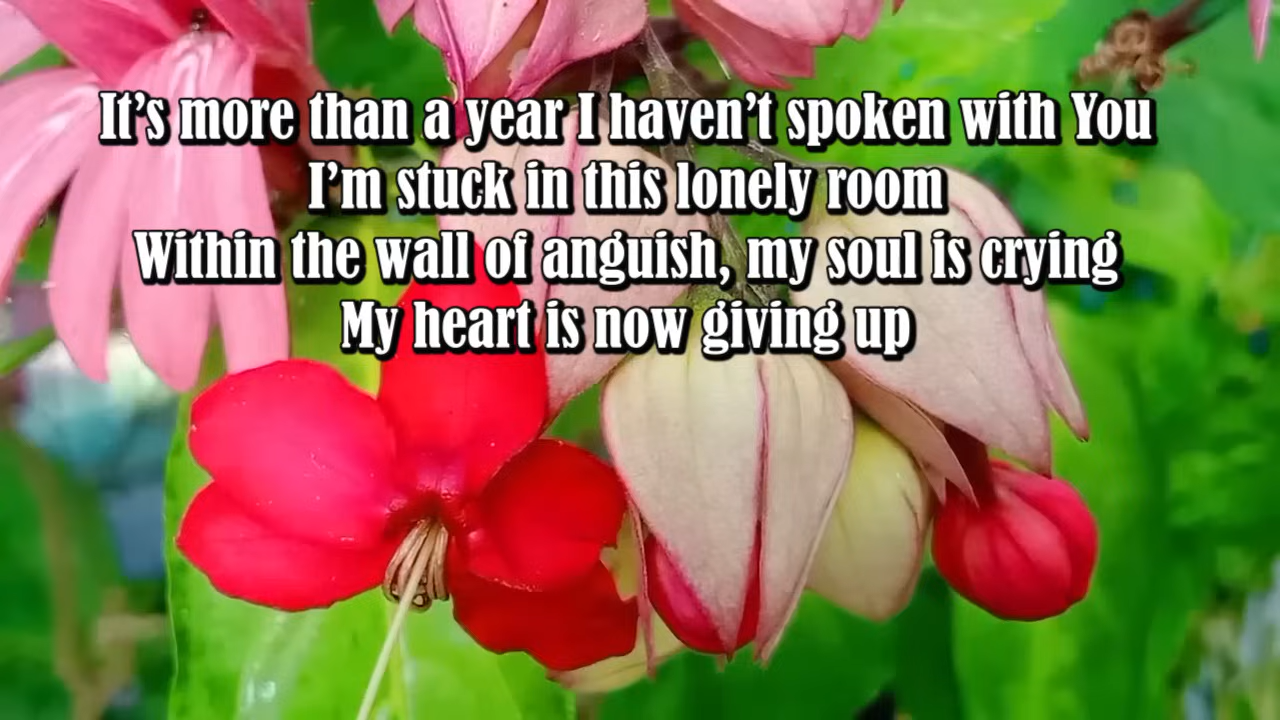 It’s more than a year I haven’t spoken with You
I’m stuck in this lonely room
Within the wall of anguish, my soul is crying
My heart is now giving up